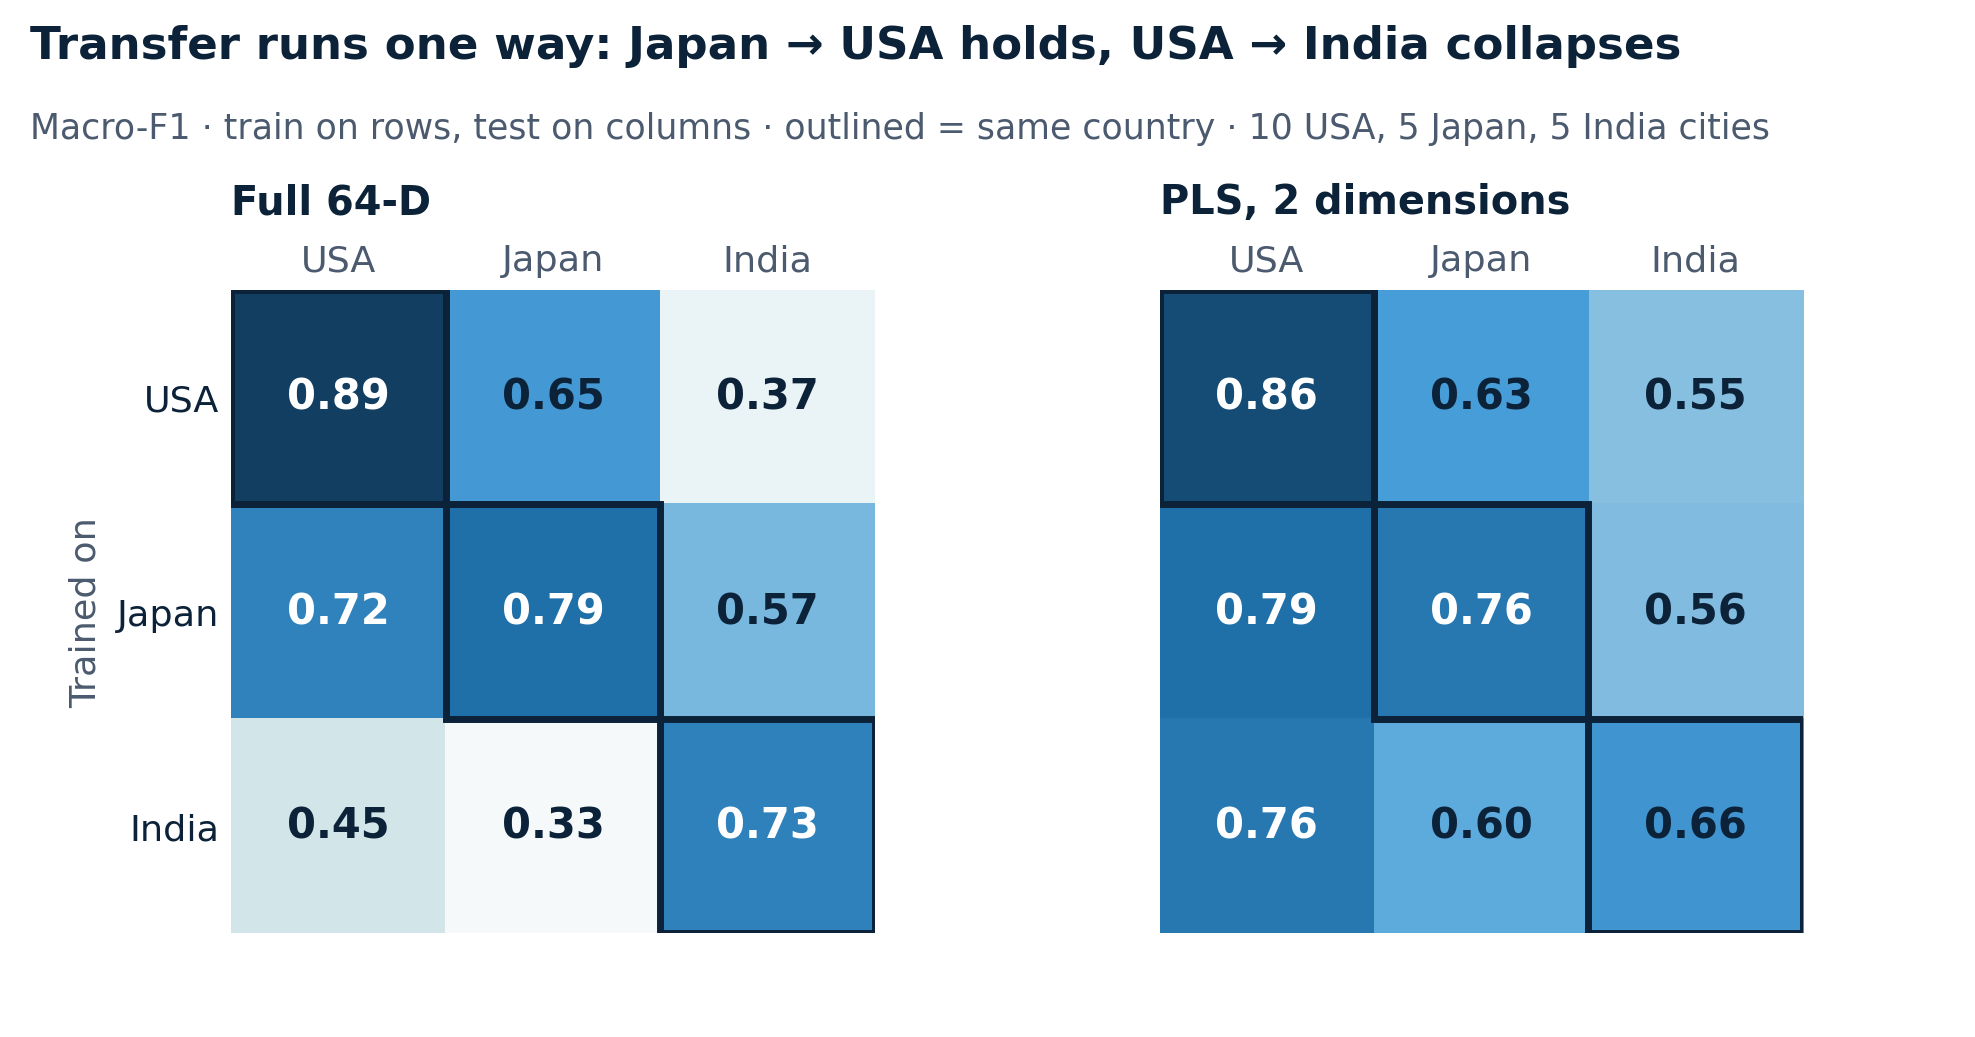 Transfer runs one way: Japan → USA holds, USA → India collapses
Macro-F1 · train on rows, test on columns · outlined = same country · 10 USA, 5 Japan, 5 India cities
Full 64-D
USA Japan India
Trained on
USA 0.89 0.65 0.37
Japan 0.72 0.79 0.57
India 0.45 0.33 0.73
PLS, 2 dimensions
USA Japan India
0.86 0.63 0.55
0.79 0.76 0.56
0.76 0.60 0.66